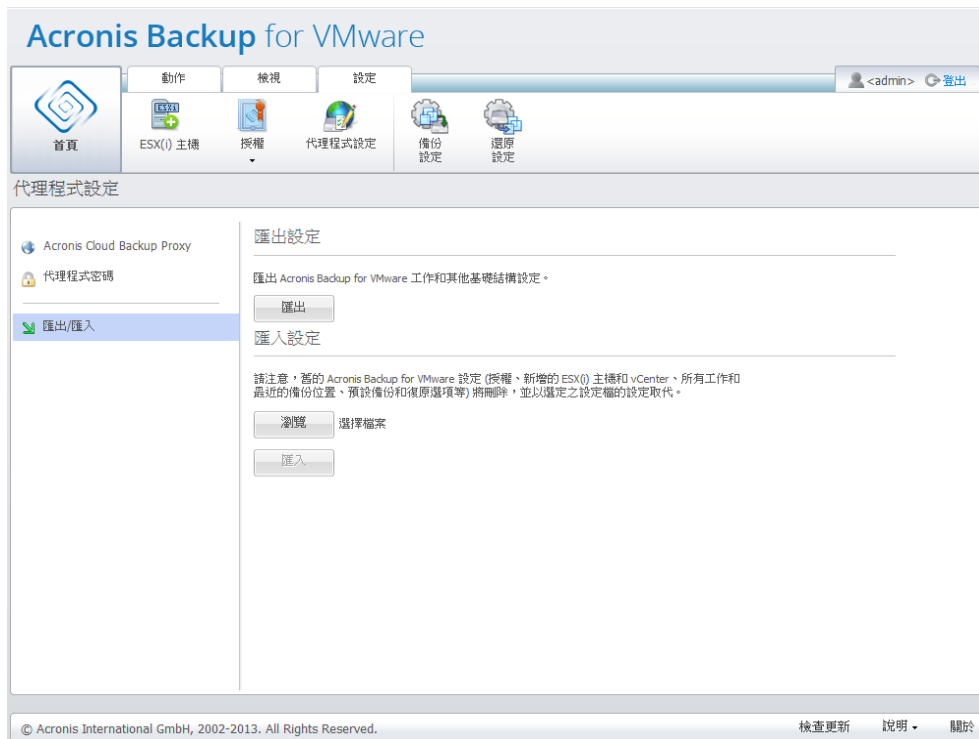 Acronis Backup for VMware
動作
檢視
設定
<admin>
登出
首頁
ESX(i) 主機
授權
代理程式設定
備份
設定
還原
設定
代理程式設定
Acronis Cloud Backup Proxy
代理程式密碼
匯出/匯入
匯出設定
匯出 Acronis Backup for VMware 工作和其他基礎結構設定。
匯出
匯入設定
請注意，舊的 Acronis Backup for VMware 設定 (授權、新增的 ESX(i) 主機和 vCenter、所有工作和
最近的備份位置、預設備份和復原選項等) 將刪除，並以選定之設定檔的設定取代。
瀏覽
選擇檔案
匯入
© Acronis International GmbH, 2002-2013. All Rights Reserved.
檢查更新
說明
關於